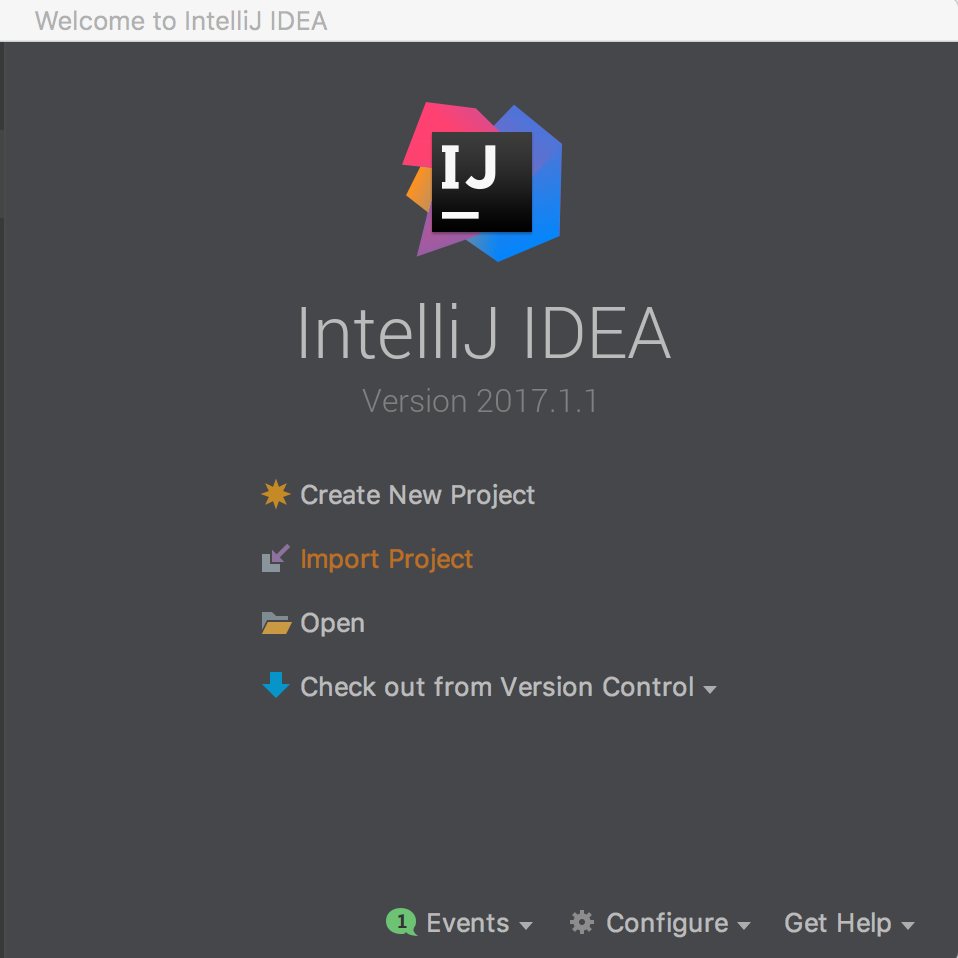 Welcome to IntelliJ IDEA
IJ
IntelliJ IDEA
Version 2017.1.1
Create New Project
Import Project
Open
Check out from Version Control
1 Events Configure Get Help